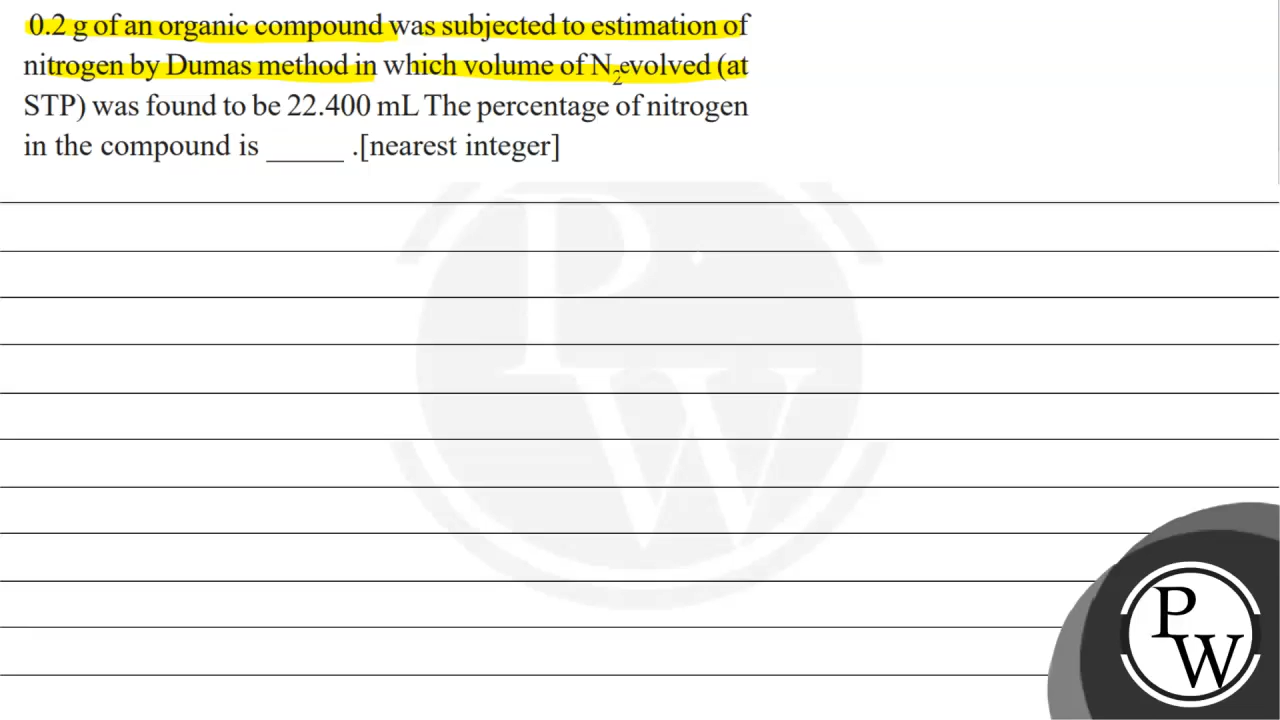 0.2 g of an organic compound was subjected to estimation of
nitrogen by Dumas method in which volume of N₂ evolved (at
STP) was found to be 22.400 mL The percentage of nitrogen
in the compound is _____ .[nearest integer]
P
W
P
W